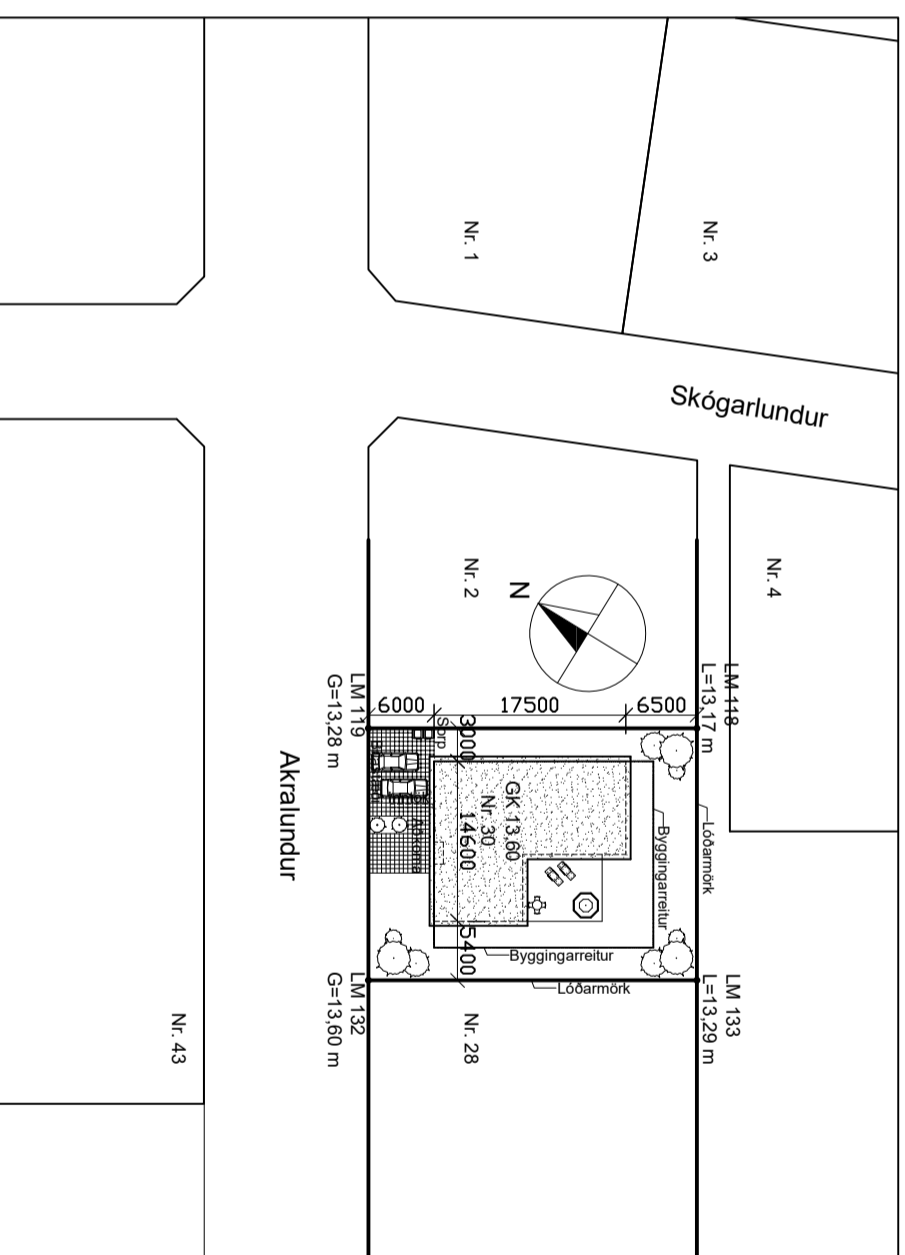 Nr. 1
Nr. 3
Skógarlundur
Nr. 2
N
Nr. 4
LM 119
G=13,28 m
6000
17500
6500
LM 118
L=13,17 m
Sorp
3000
14600
5400
GK 13,60
Nr. 30
Aðkoma
Byggingarreitur
Lóðarmörk
Akralundur
Byggingarreitur
Lóðarmörk
LM 132
G=13,60 m
LM 133
L=13,29 m
Nr. 28
Nr. 43